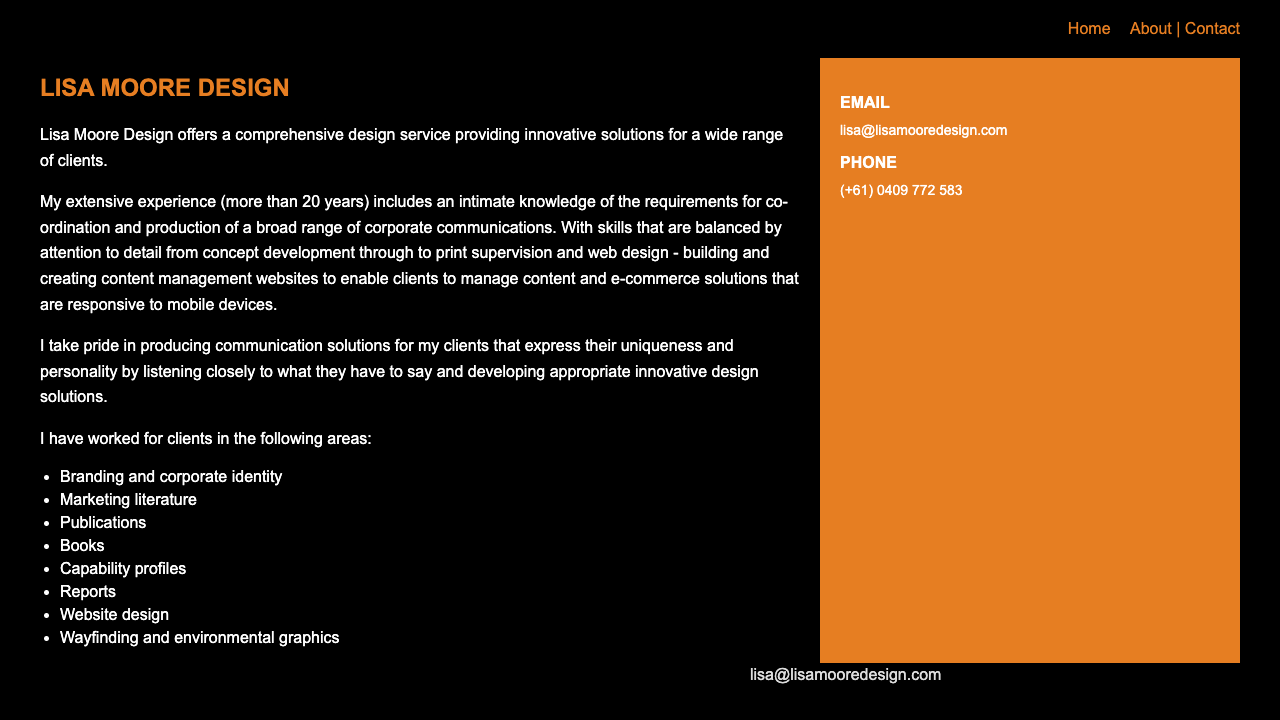 Home About | Contact
LISA MOORE DESIGN
Lisa Moore Design offers a comprehensive design service providing innovative solutions for a wide range
of clients.
My extensive experience (more than 20 years) includes an intimate knowledge of the requirements for co-
ordination and production of a broad range of corporate communications. With skills that are balanced by
attention to detail from concept development through to print supervision and web design - building and
creating content management websites to enable clients to manage content and e-commerce solutions that
are responsive to mobile devices.
I take pride in producing communication solutions for my clients that express their uniqueness and
personality by listening closely to what they have to say and developing appropriate innovative design
solutions.
I have worked for clients in the following areas:
• Branding and corporate identity
• Marketing literature
• Publications
• Books
• Capability profiles
• Reports
• Website design
• Wayfinding and environmental graphics
EMAIL
lisa@lisamooredesign.com
PHONE
(+61) 0409 772 583
lisa@lisamooredesign.com